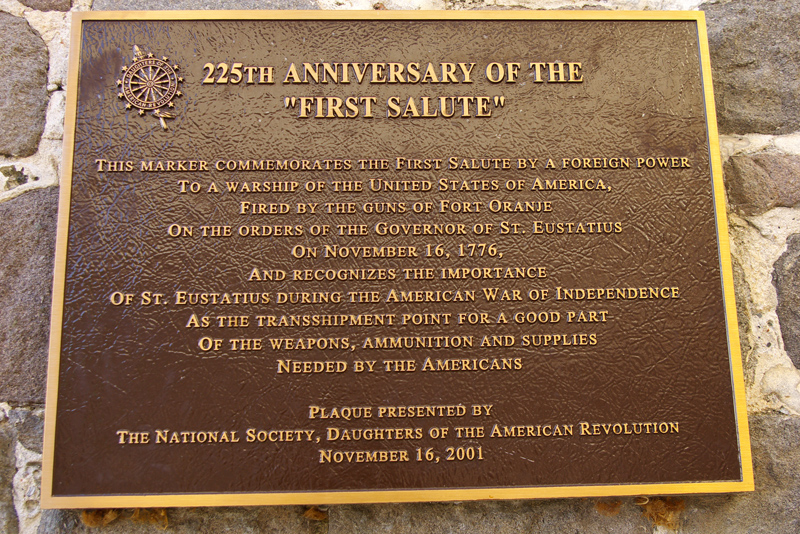 225TH ANNIVERSARY OF THE
"FIRST SALUTE"
THIS MARKER COMMEMORATES THE FIRST SALUTE BY A FOREIGN POWER
TO A WARSHIP OF THE UNITED STATES OF AMERICA,
FIRED BY THE GUNS OF FORT ORANJE
ON THE ORDERS OF THE GOVERNOR OF ST. EUSTATIUS
ON NOVEMBER 16, 1776,
AND RECOGNIZES THE IMPORTANCE
OF ST. EUSTATIUS DURING THE AMERICAN WAR OF INDEPENDENCE
AS THE TRANSSHIPMENT POINT FOR A GOOD PART
OF THE WEAPONS, AMMUNITION AND SUPPLIES
NEEDED BY THE AMERICANS
PLAQUE PRESENTED BY
THE NATIONAL SOCIETY, DAUGHTERS OF THE AMERICAN REVOLUTION
NOVEMBER 16, 2001